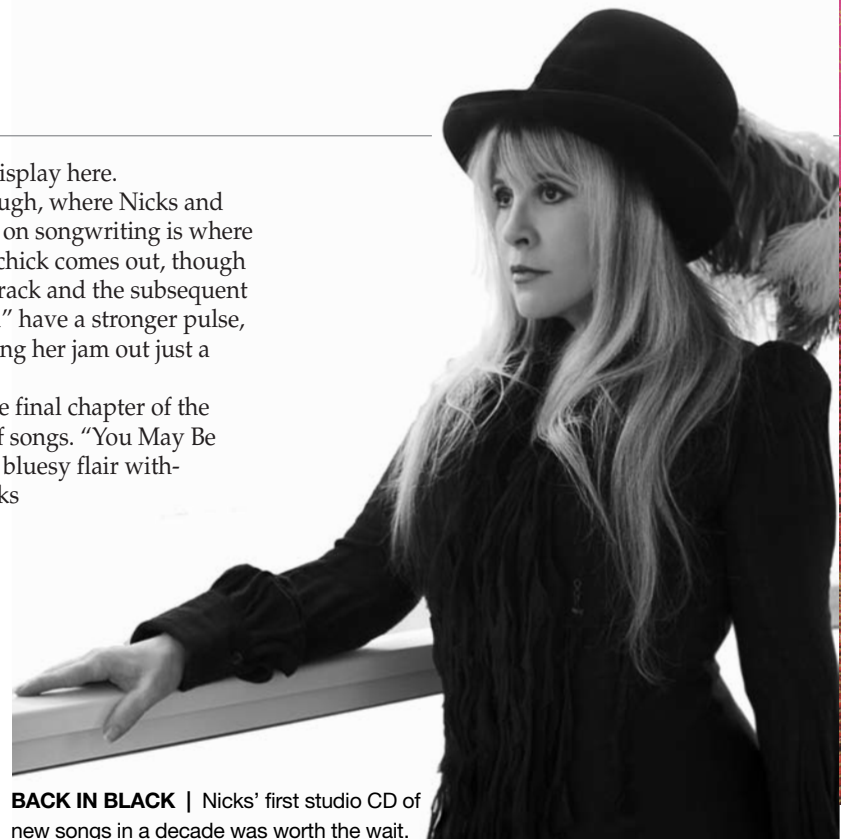 isplay here.
ugh, where Nicks and
on songwriting is where
chick comes out, though
rack and the subsequent
” have a stronger pulse,
ng her jam out just a
e final chapter of the
f songs. “You May Be
bluesy flair with-
ks
BACK IN BLACK | Nicks’ first studio CD of
new songs in a decade was worth the wait.